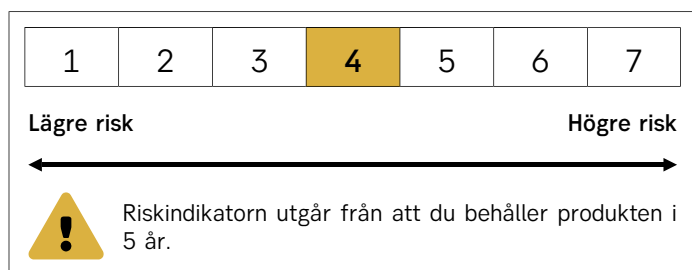 1 2 3 4 5 6 7
Lägre risk Högre risk
Riskindikatorn utgår från att du behåller produkten i
5 år.